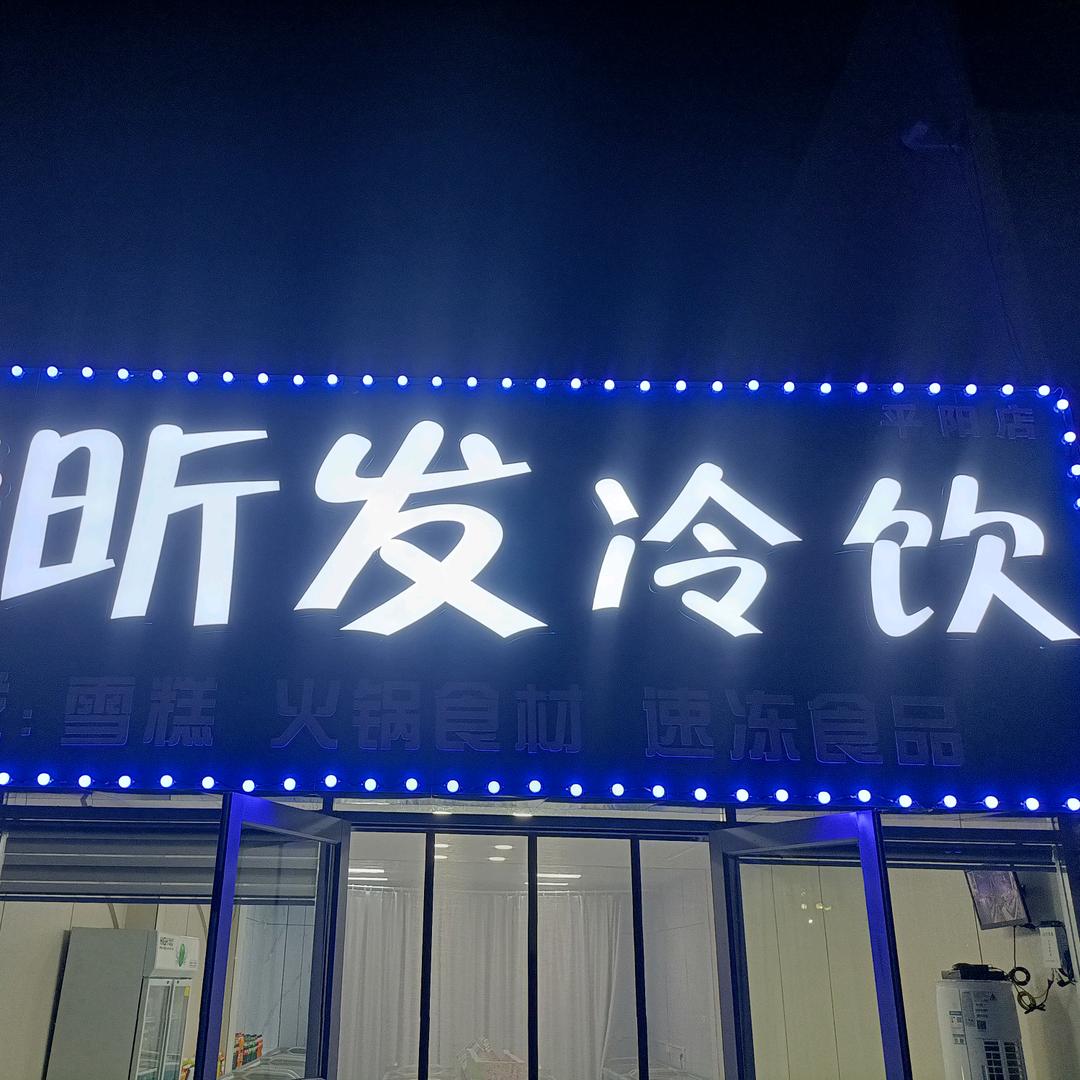 平阳店
昕发冷饮
雪糕 火锅食材 速冻食品